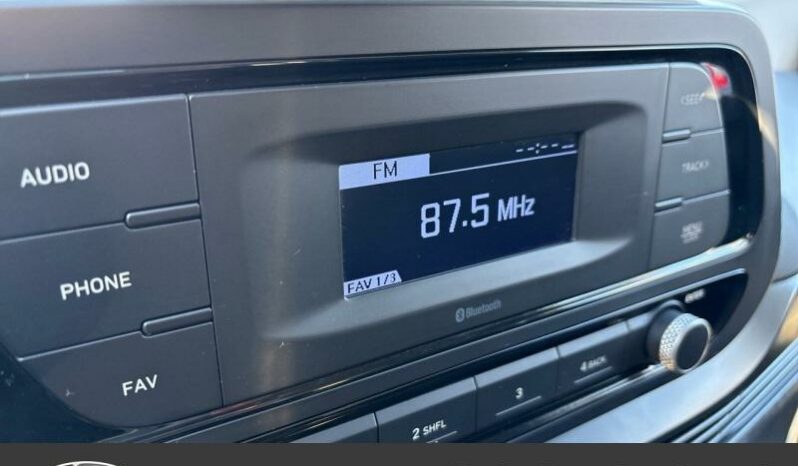 AUDIO
PHONE
FAV
FM
--:--
87.5 MHz
FAV 1/3
Bluetooth
<SEEK
TRACK>
MENU
2 SHFL
3
4 BACK